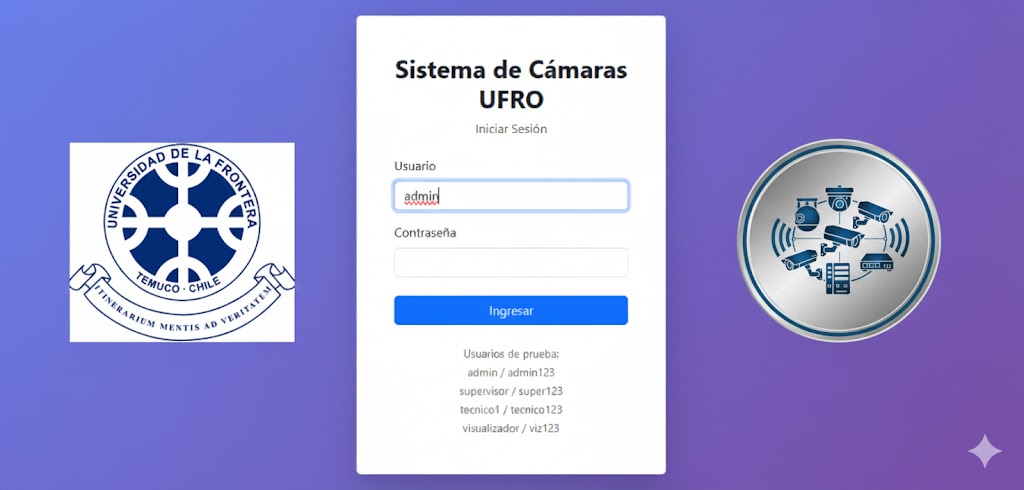 UNIVERSIDAD DE LA FRONTERA
TEMUCO · CHILE
ITINERARIUM MENTIS AD VERITATEM
Sistema de Cámaras
UFRO
Iniciar Sesión
Usuario
admin
Contraseña
Ingresar
Usuarios de prueba:
admin / admin123
supervisor / super123
tecnico1 / tecnico123
visualizador / viz123